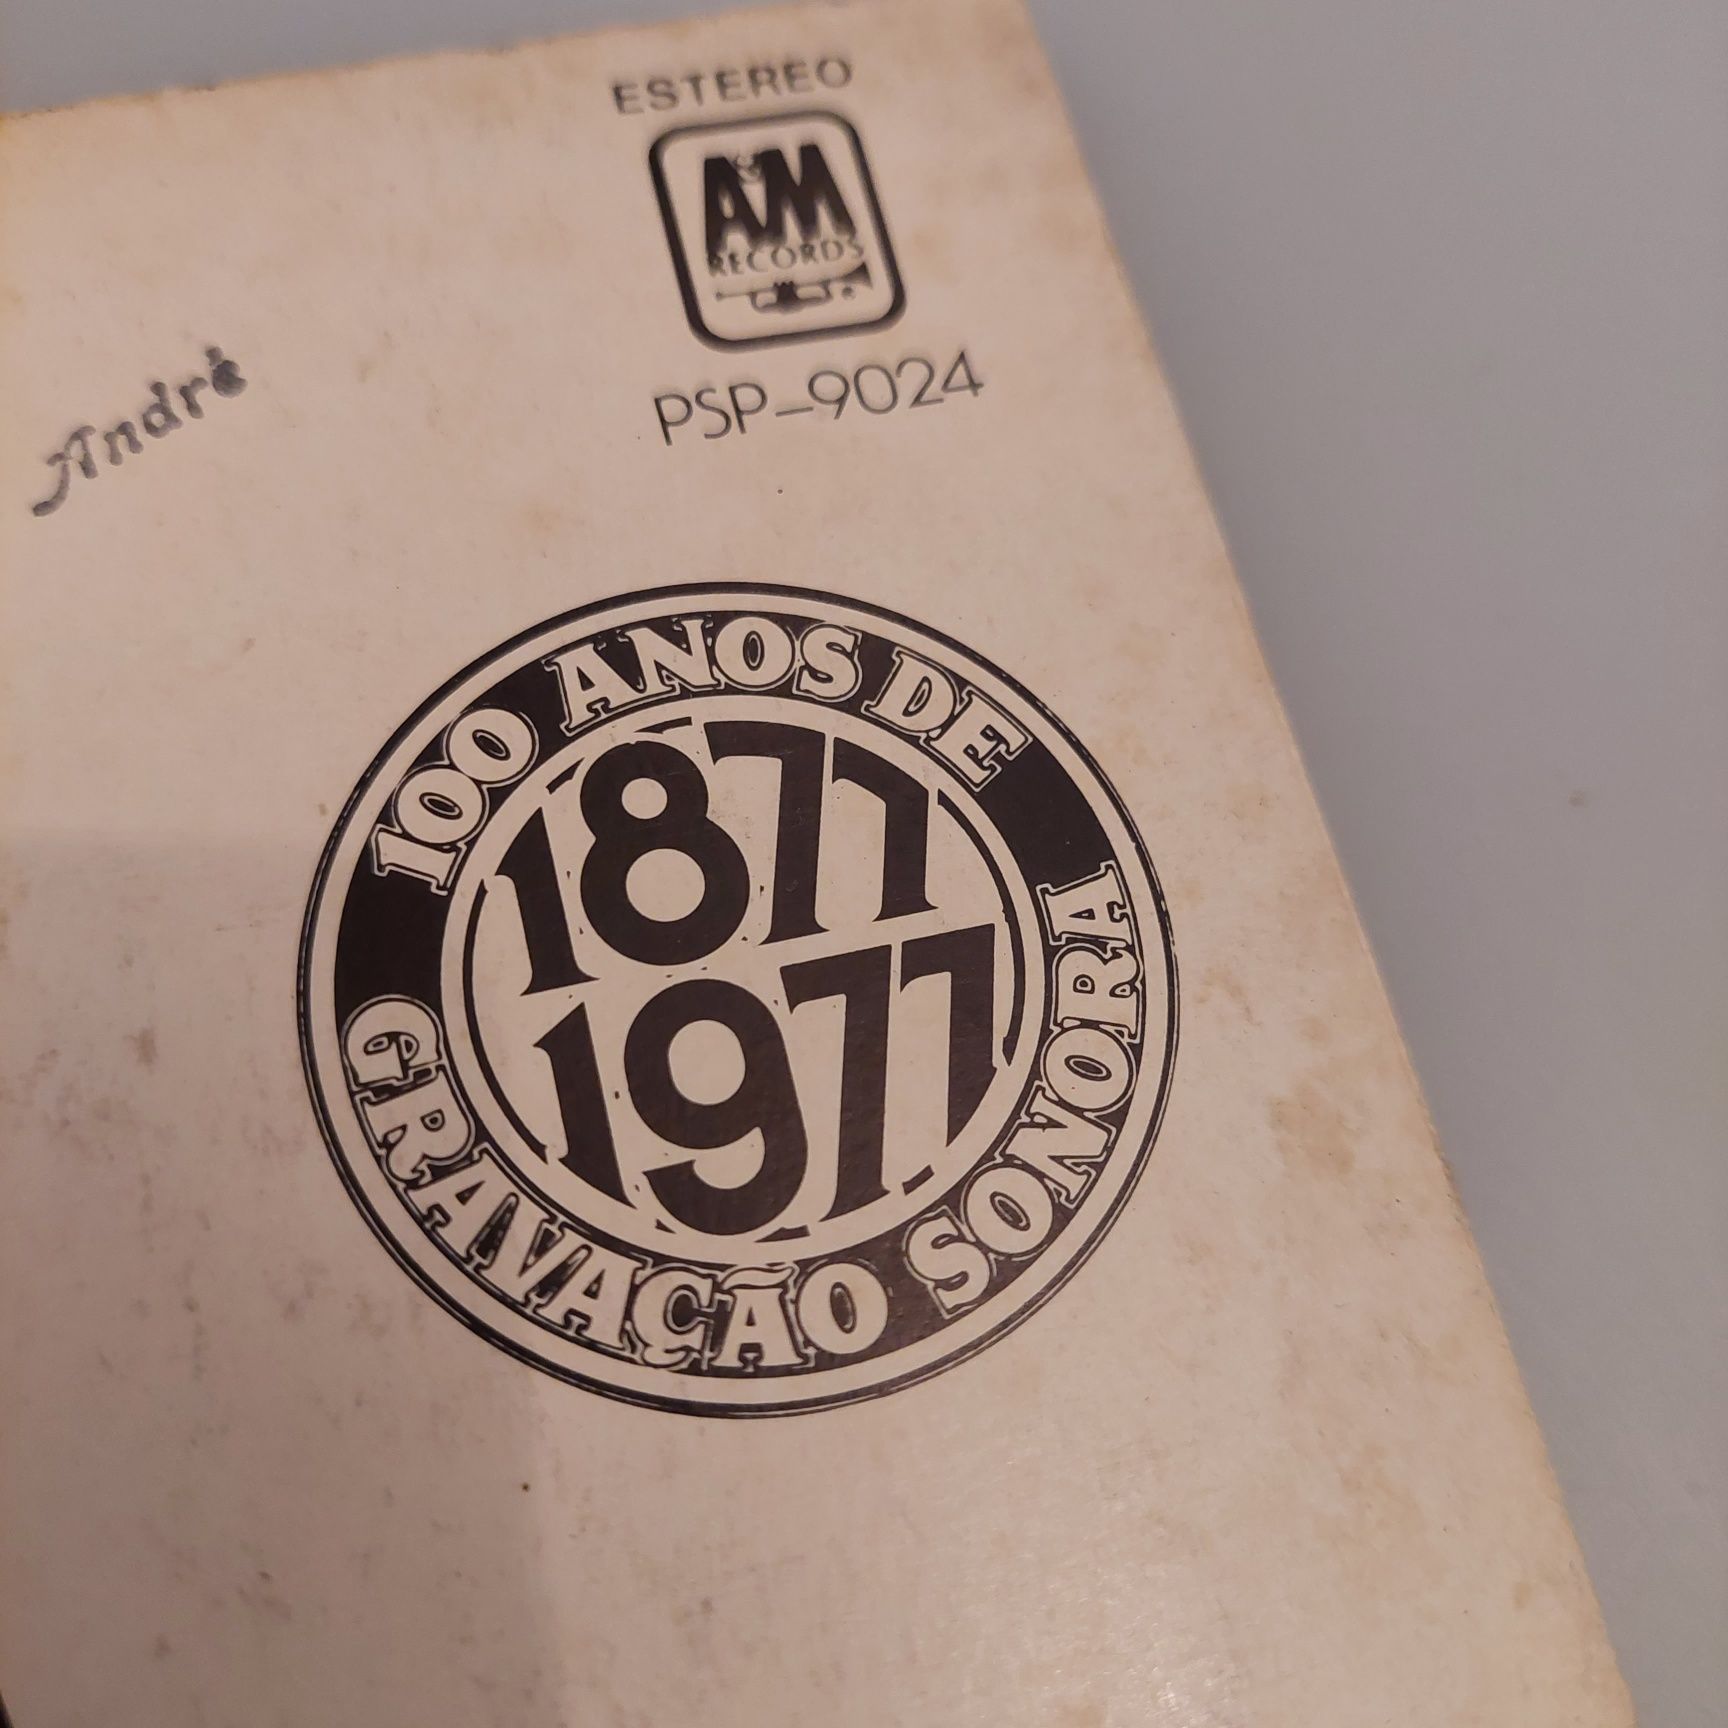 ESTEREO
A&M
RECORDS
PSP-9024
André
100 ANOS DE
1877
1977
GRAVAÇÃO SONORA